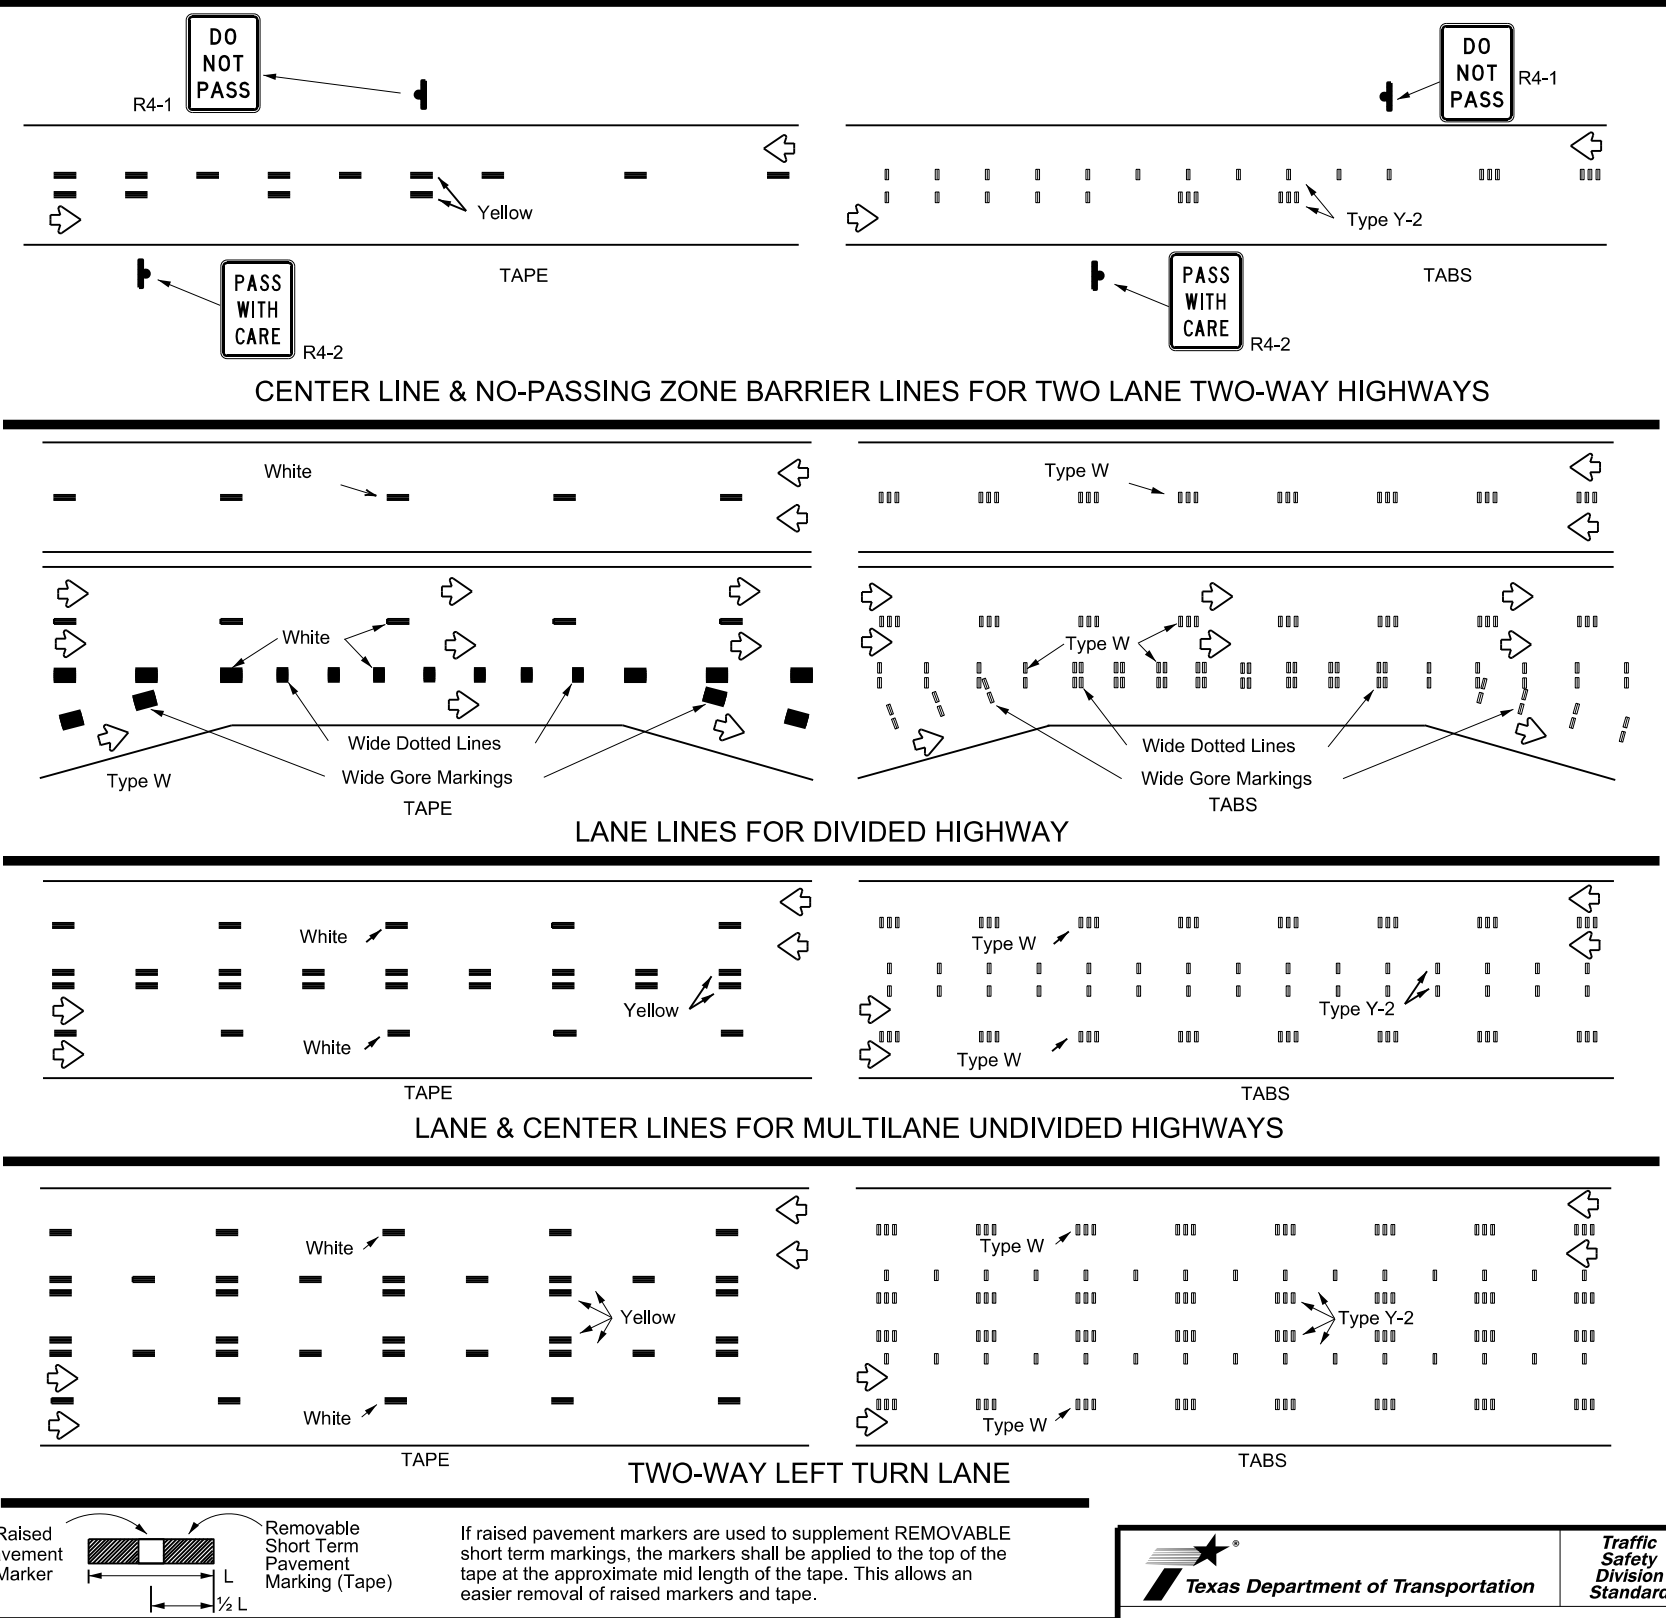 DO
NOT
PASS
R4-1
DO
NOT
PASS
R4-1
Yellow
Type Y-2
TAPE
TABS
PASS
WITH
CARE
R4-2
PASS
WITH
CARE
R4-2
CENTER LINE & NO-PASSING ZONE BARRIER LINES FOR TWO LANE TWO-WAY HIGHWAYS
White
Type W
White
Type W
Wide Dotted Lines
Wide Dotted Lines
Type W
Wide Gore Markings
Wide Gore Markings
TAPE
TABS
LANE LINES FOR DIVIDED HIGHWAY
White
Type W
Yellow
Type Y-2
White
Type W
TAPE
TABS
LANE & CENTER LINES FOR MULTILANE UNDIVIDED HIGHWAYS
White
Type W
Yellow
Type Y-2
White
Type W
TAPE
TABS
TWO-WAY LEFT TURN LANE
Raised
Marker
Removable
Short Term
Pavement
Marking (Tape)
L
½ L
If raised pavement markers are used to supplement REMOVABLE
short term markings, the markers shall be applied to the top of the
tape at the approximate mid length of the tape. This allows an
easier removal of raised markers and tape.
®
Texas Department of Transportation
Traffic
Safety
Division
Standard